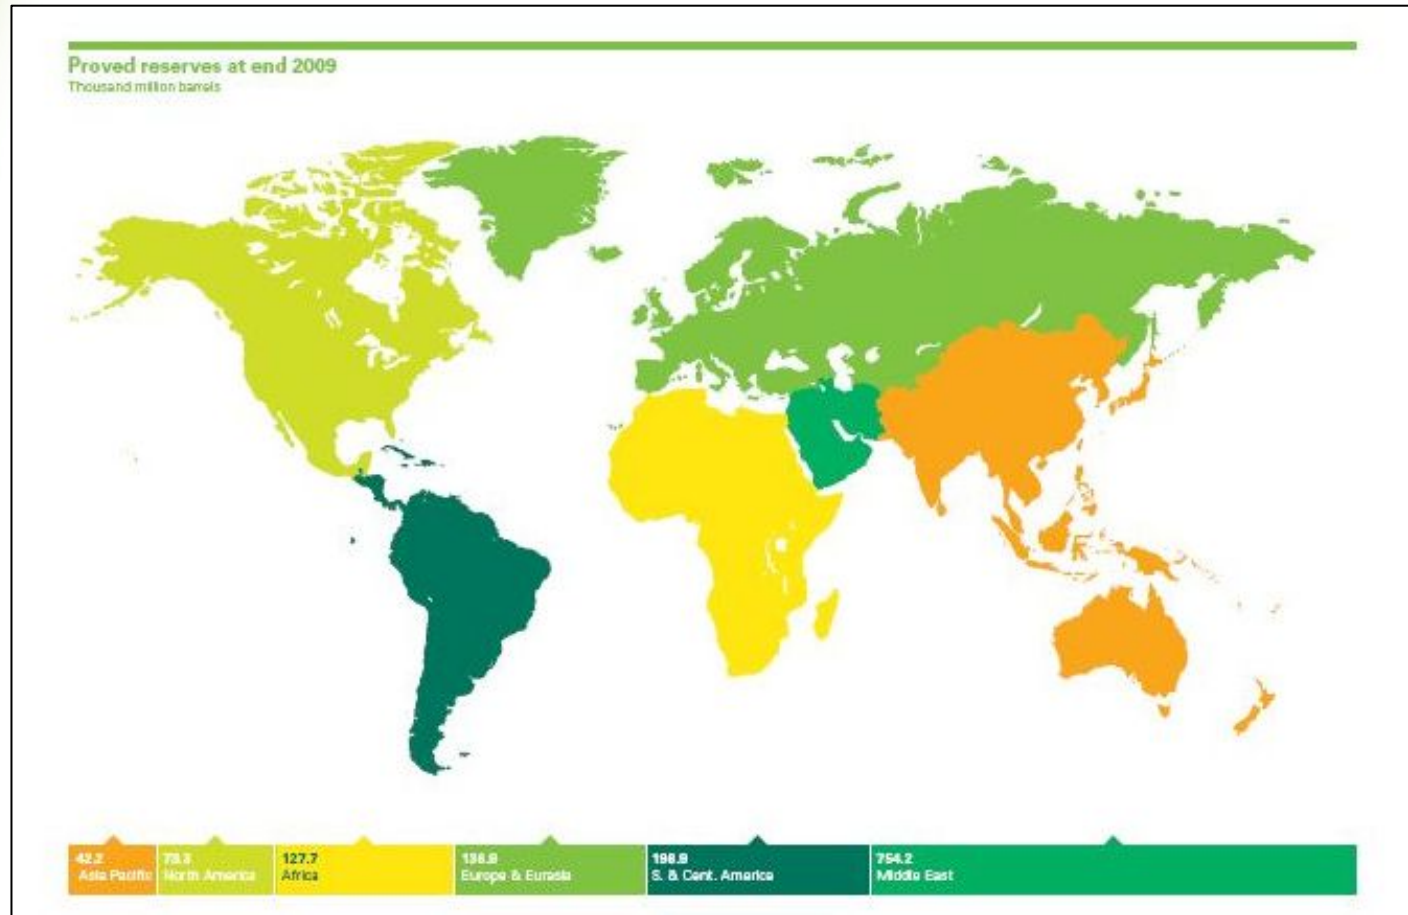 Proved reserves at end 2009
Thousand million barrels
42.2
Asia Pacific
73.3
North America
127.7
Africa
136.9
Europe & Eurasia
198.9
S. & Cent. America
754.2
Middle East